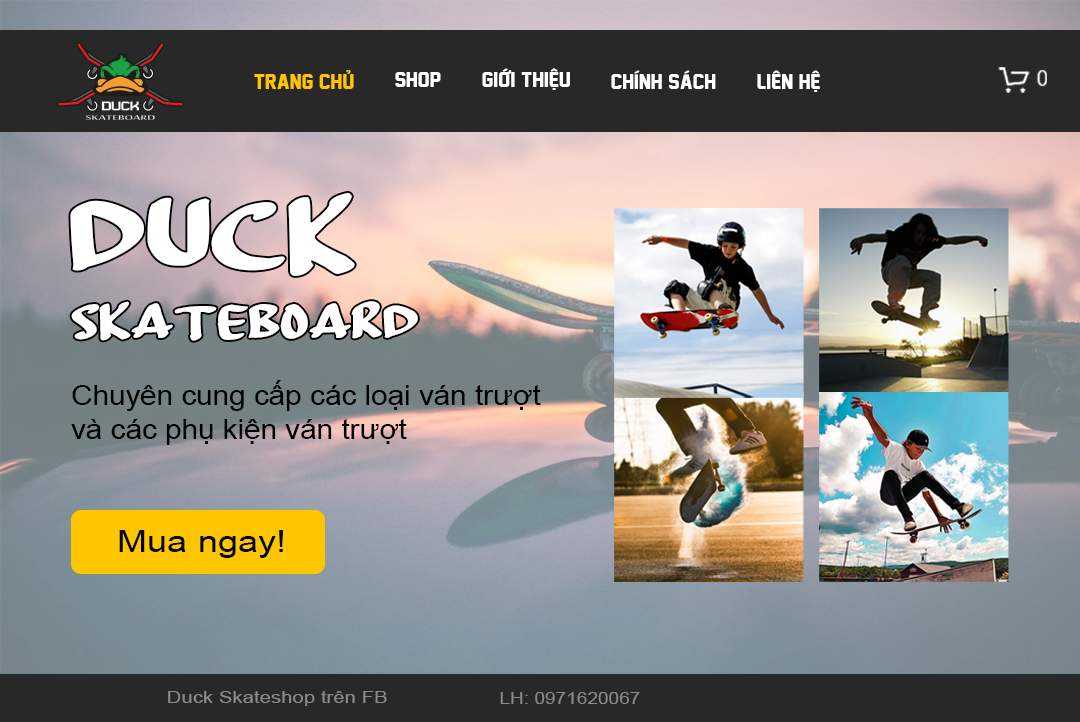 DUCK
SKATEBOARD
TRANG CHỦ
SHOP
GIỚI THIỆU
CHÍNH SÁCH
LIÊN HỆ
0
DUCK
SKATEBOARD
Chuyên cung cấp các loại ván trượt
và các phụ kiện ván trượt
Mua ngay!
Duck Skateshop trên FB
LH: 0971620067